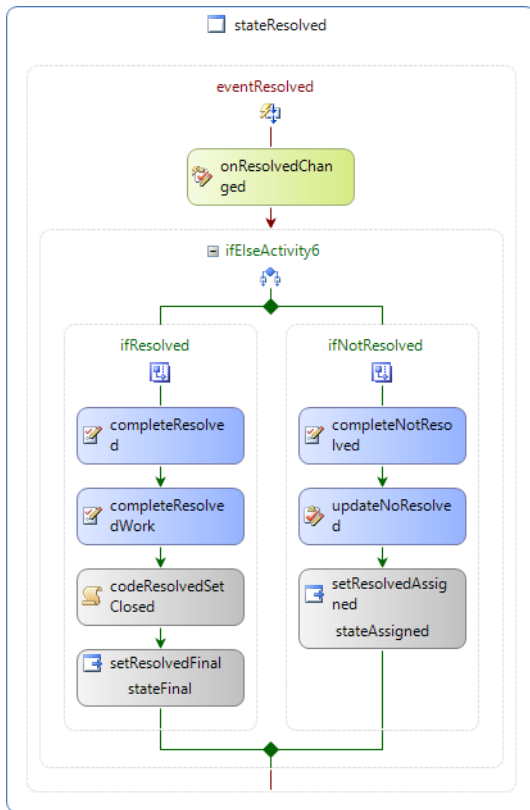 stateResolved
eventResolved
onResolvedChan
ged
ifElseActivity6
ifResolved
completeResolve
d
completeResolve
dWork
codeResolvedSet
Closed
setResolvedFinal
stateFinal
ifNotResolved
completeNotReso
lved
updateNoResolve
d
setResolvedAssig
ned
stateAssigned